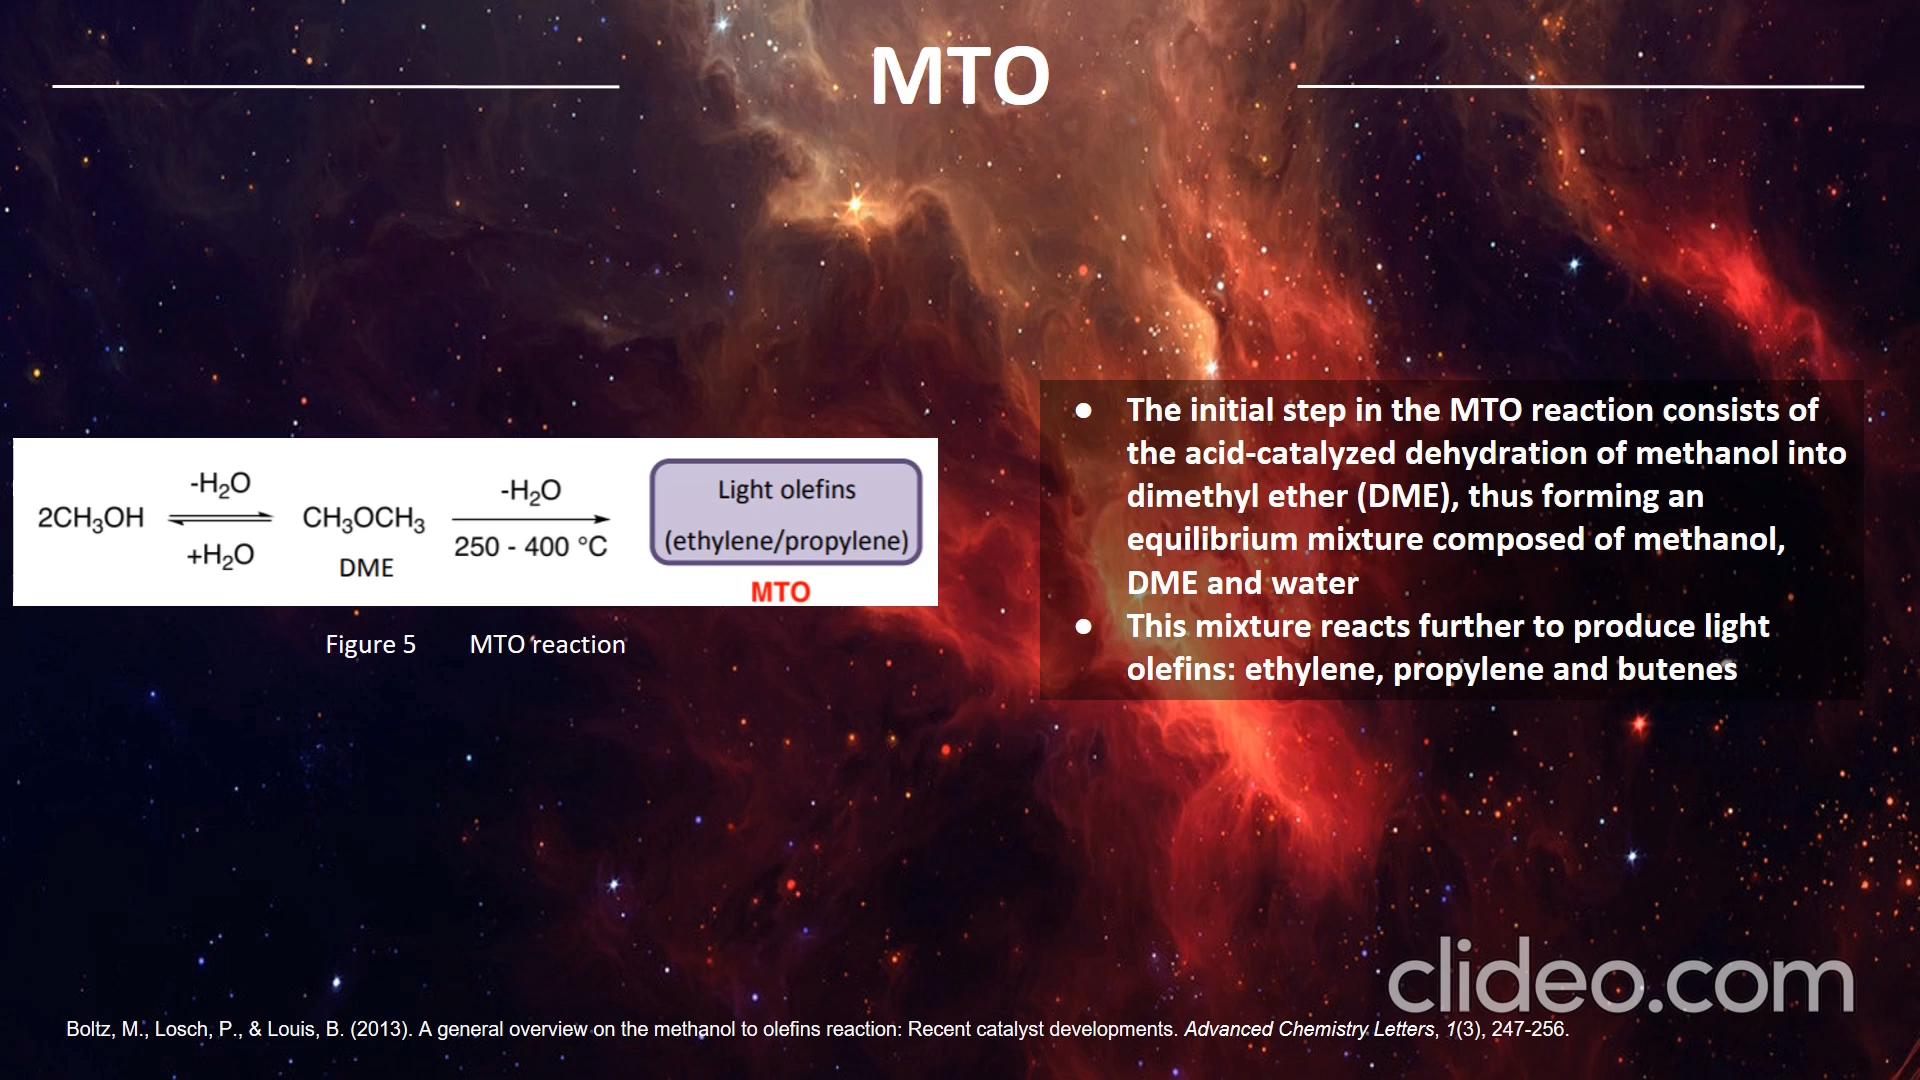 MTO
2CH₃OH
-H₂O
+H₂O
CH₃OCH₃
DME
-H₂O
250 - 400 °C
Light olefins
(ethylene/propylene)
MTO
Figure 5 MTO reaction
● The initial step in the MTO reaction consists of
the acid-catalyzed dehydration of methanol into
dimethyl ether (DME), thus forming an
equilibrium mixture composed of methanol,
DME and water
● This mixture reacts further to produce light
olefins: ethylene, propylene and butenes
clideo.com
Boltz, M., Losch, P., & Louis, B. (2013). A general overview on the methanol to olefins reaction: Recent catalyst developments. Advanced Chemistry Letters, 1(3), 247-256.